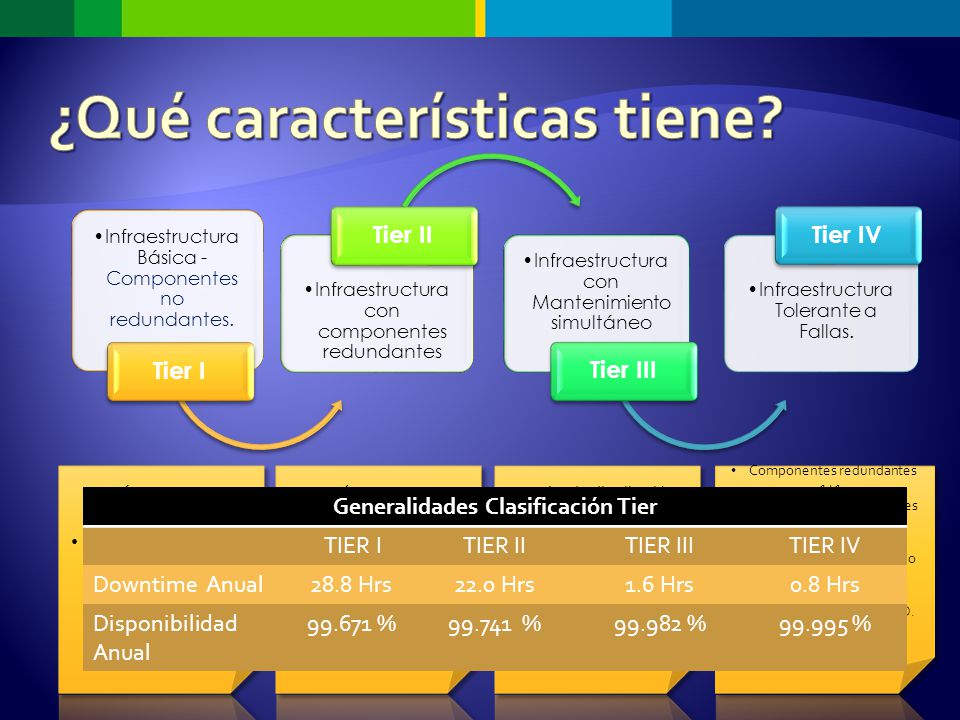 ¿Qué características tiene?
•Infraestructura
Básica -
Componentes
no
redundantes.
Tier I
Tier II
•Infraestructura
con
componentes
redundantes
•Infraestructura
con
Mantenimiento
simultáneo
Tier III
Tier IV
•Infraestructura
Tolerante a
Fallas.
• Componentes redundantes
Generalidades Clasificación Tier
TIER I TIER II TIER III TIER IV
Downtime Anual 28.8 Hrs 22.0 Hrs 1.6 Hrs 0.8 Hrs
Disponibilidad
Anual 99.671 % 99.741 % 99.982 % 99.995 %